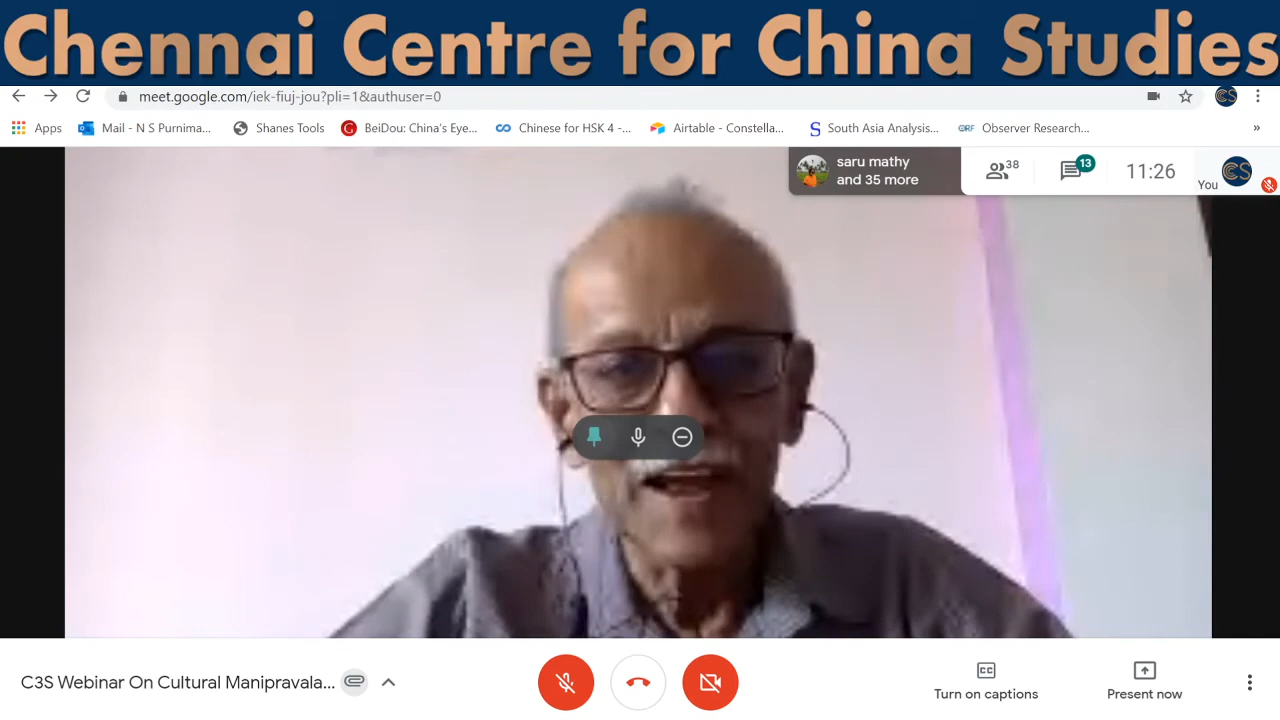 Chennai Centre for China Studies
meet.google.com/iek-fiuj-jou?pli=1&authuser=0
Apps
Mail - N S Purnima...
Shanes Tools
BeiDou: China's Eye...
Chinese for HSK 4 -...
Airtable - Constella...
South Asia Analysis...
ORF
Observer Research...
»
saru mathy
and 35 more
38
13
11:26
You
CS
C3S Webinar On Cultural Manipravala...
Turn on captions
Present now